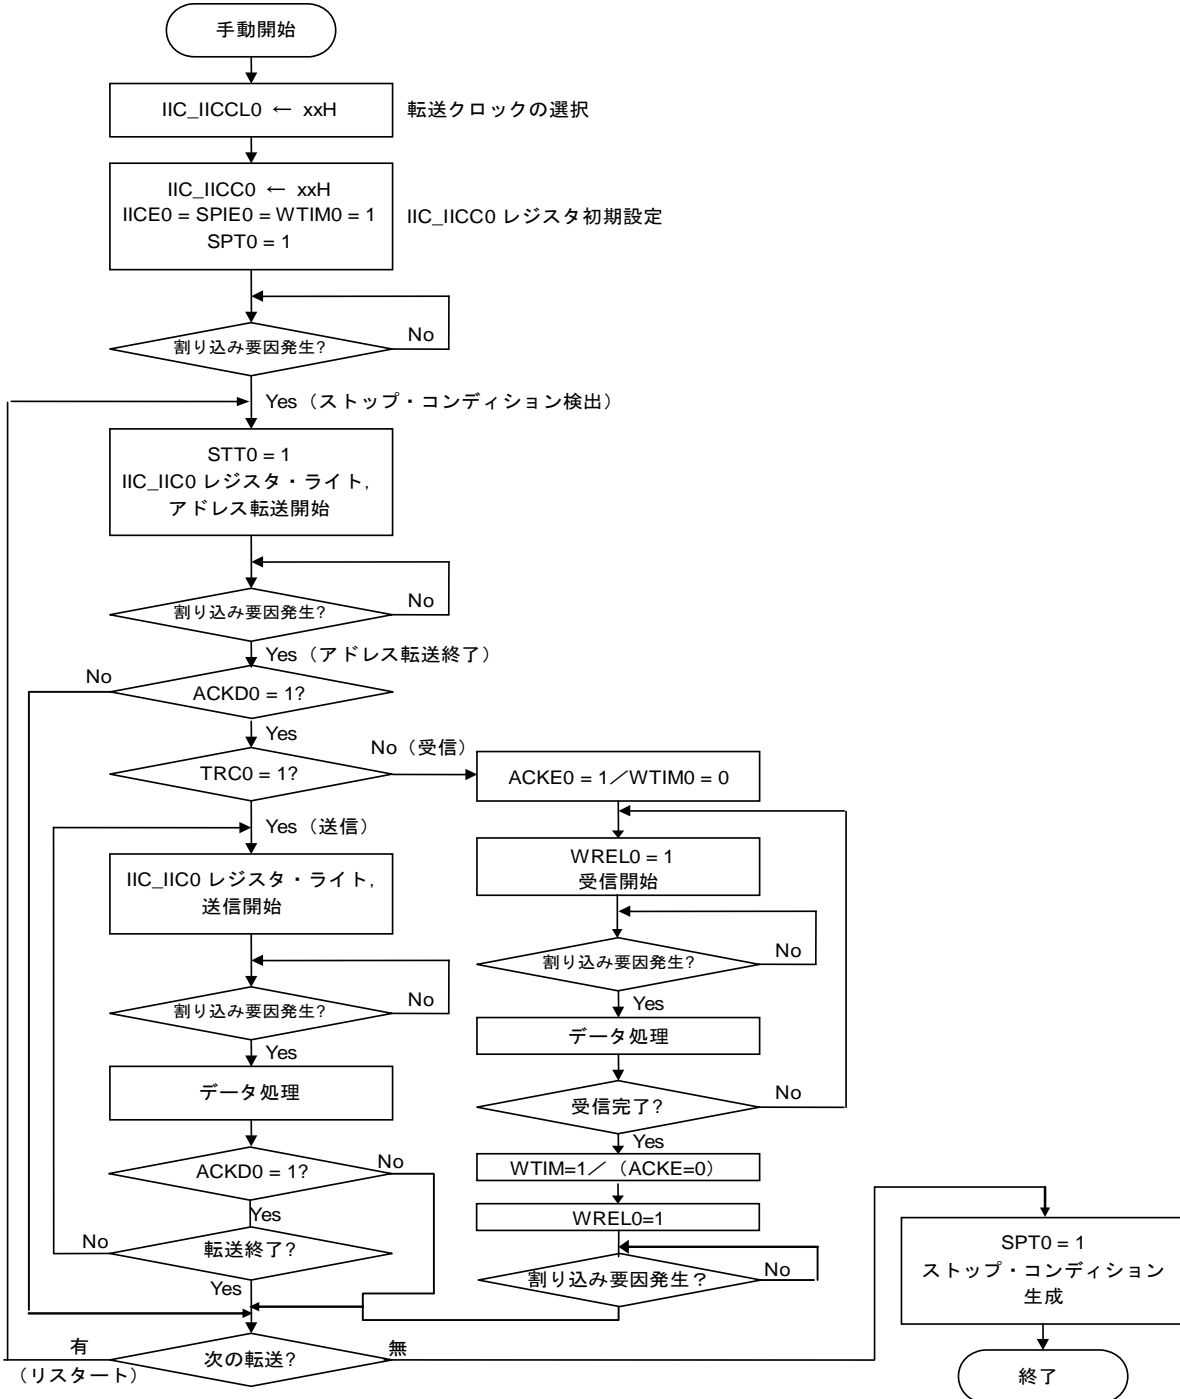 手動開始
IIC_IICCL0 ← xxH
転送クロックの選択
IIC_IICC0 ← xxH
IICE0 = SPIE0 = WTIM0 = 1
SPT0 = 1
IIC_IICC0 レジスタ初期設定
No
割り込み要因発生?
Yes（ストップ・コンディション検出）
STT0 = 1
IIC_IIC0 レジスタ・ライト,
アドレス転送開始
No
割り込み要因発生?
Yes（アドレス転送終了）
No
ACKD0 = 1?
Yes
No（受信）
TRC0 = 1?
ACKE0 = 1／WTIM0 = 0
Yes（送信）
IIC_IIC0 レジスタ・ライト,
送信開始
WREL0 = 1
受信開始
割り込み要因発生?
No
割り込み要因発生?
No
Yes
Yes
データ処理
データ処理
受信完了?
No
Yes
ACKD0 = 1?
No
WTIM=1／（ACKE=0）
Yes
WREL0=1
No
転送終了?
Yes
割り込み要因発生？
No
SPT0 = 1
ストップ・コンディション
生成
有
（リスタート）
次の転送?
無
終了